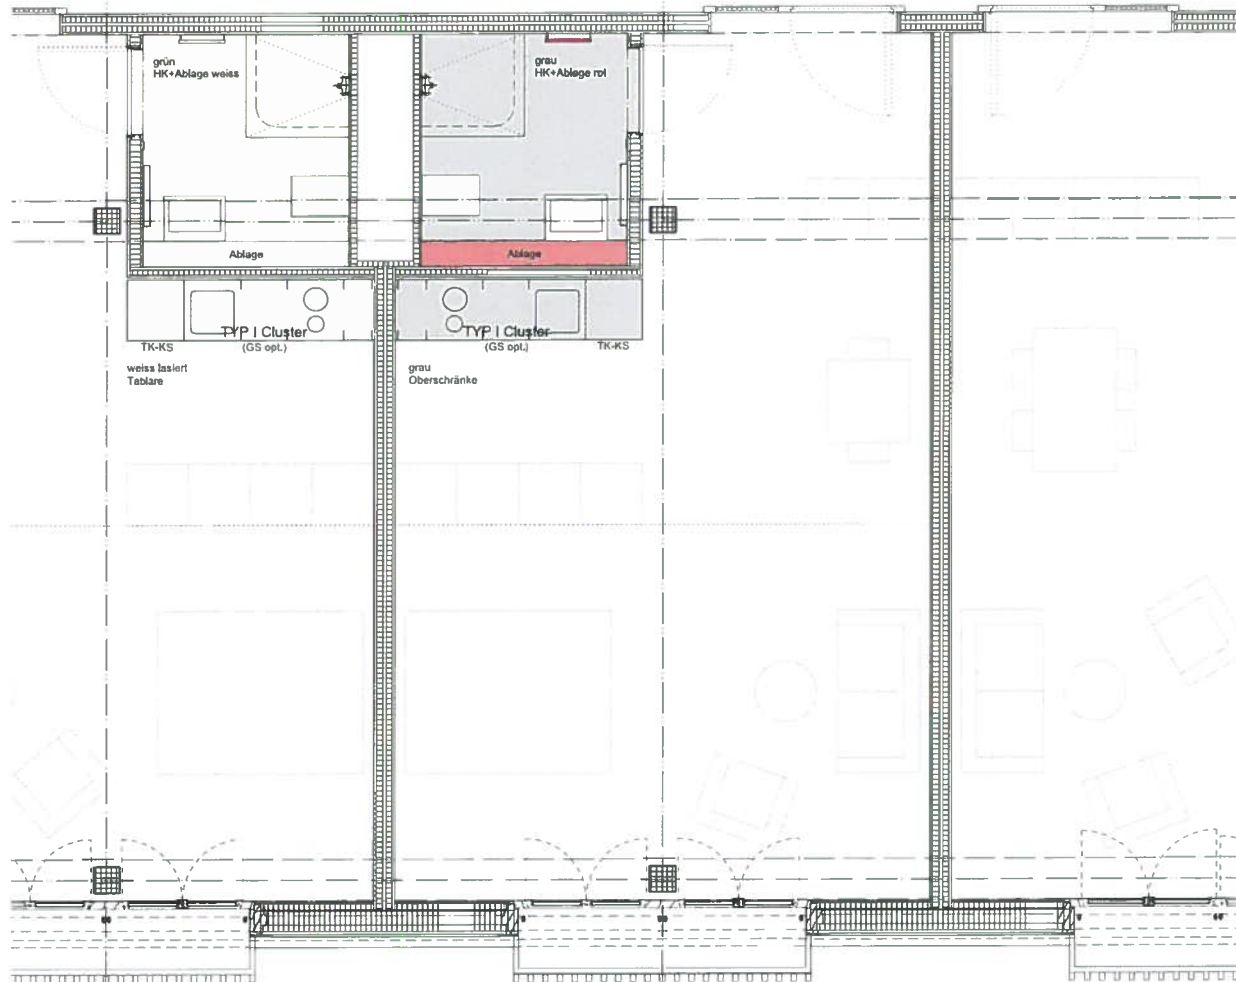 grün
HK+Ablage weiss
grau
HK+Ablage rot
Ablage
Ablage
TYP I Cluster
(GS opt.)
TK-KS
TYP I Cluster
(GS opt.)
TK-KS
weiss lasiert
Tablare
grau
Oberschränke